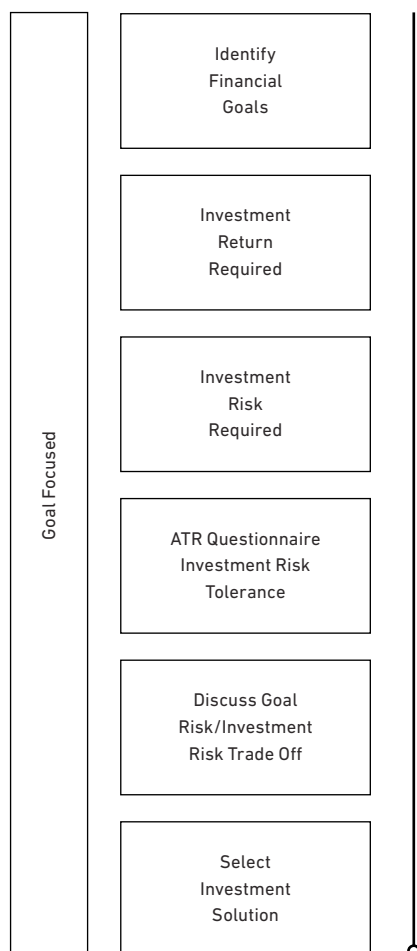 Identify
Financial
Goals
Investment
Return
Required
Investment
Risk
Required
Goal Focused
ATR Questionnaire
Investment Risk
Tolerance
Discuss Goal
Risk/Investment
Risk Trade Off
Select
Investment
Solution